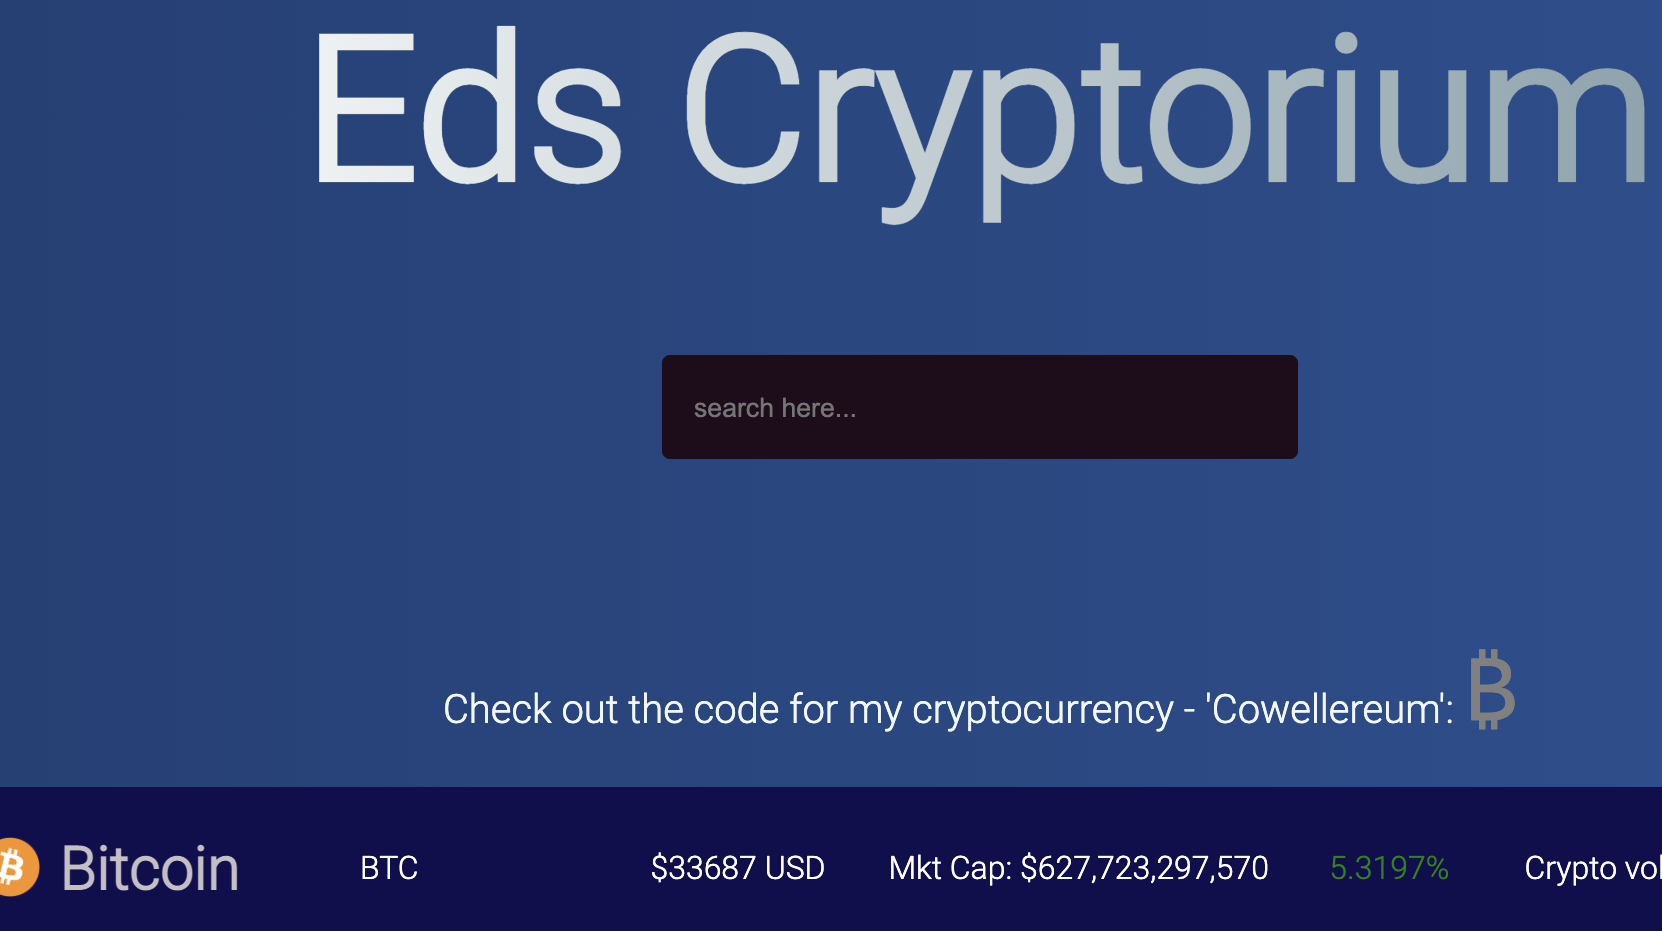 Eds Cryptorium
search here...
Check out the code for my cryptocurrency - 'Cowellereum': ₿
Bitcoin BTC $33687 USD Mkt Cap: $627,723,297,570 5.3197% Crypto